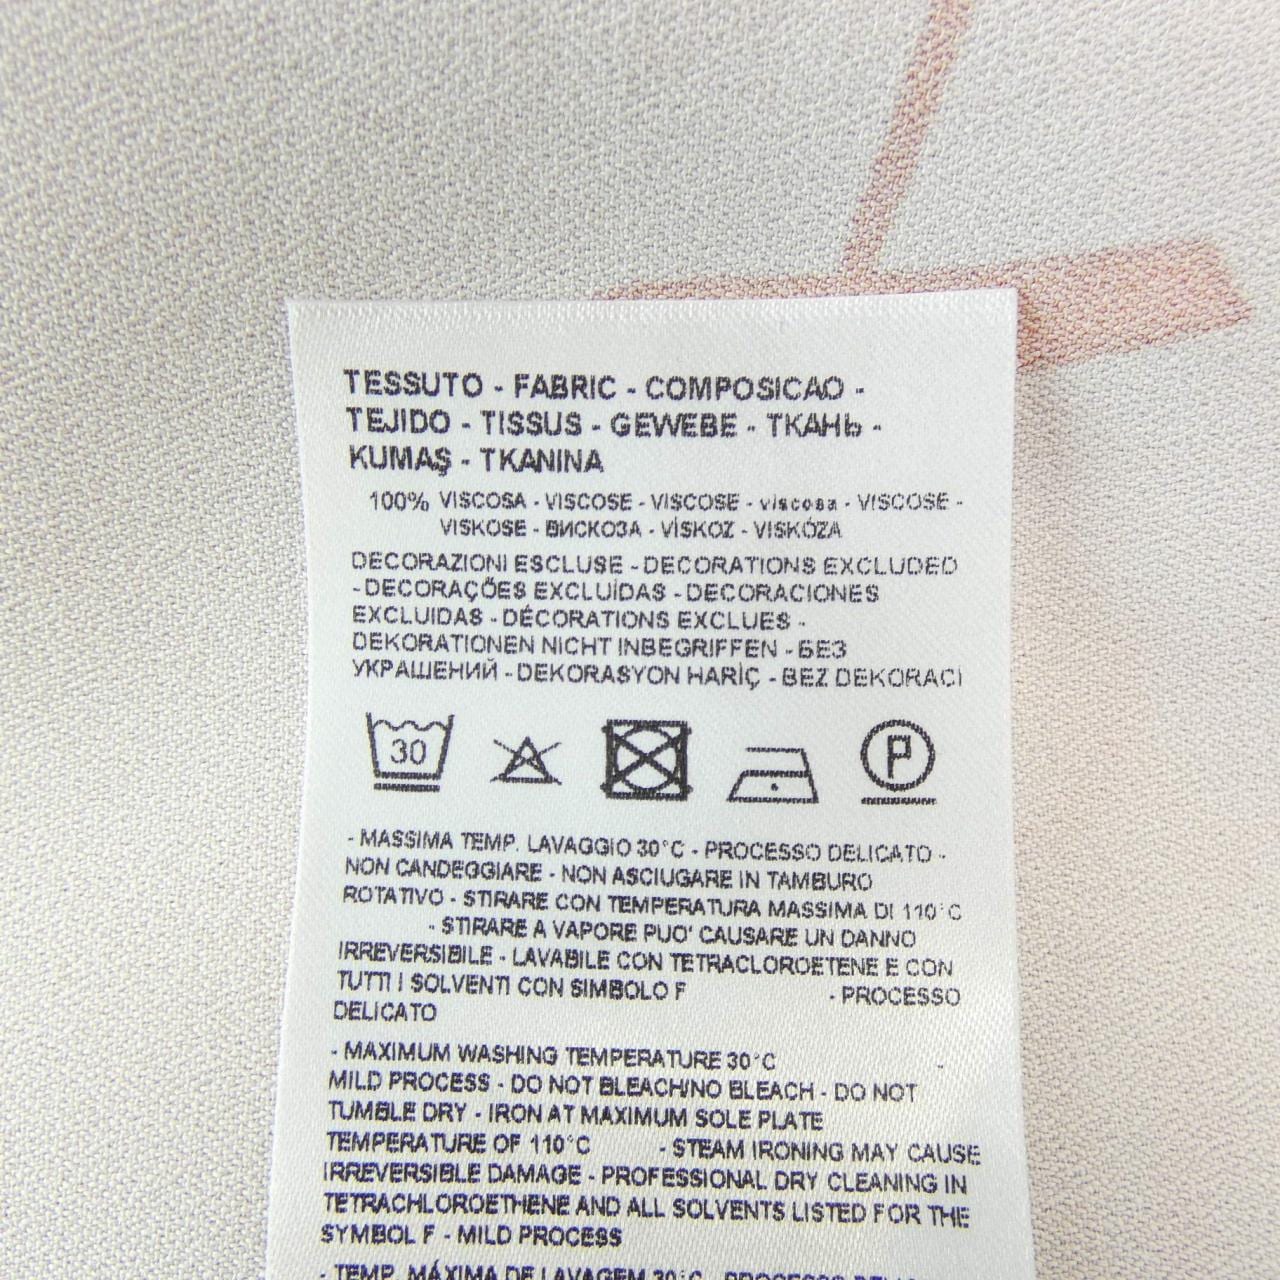 TESSUTO - FABRIC - COMPOSICAO -
TEJIDO - TISSUS - GEWEBE - ТКАНЬ -
KUMAŞ - TKANINA
100% VISCOSA - VISCOSE - VISCOSE - viscosa - VISCOSE -
VISKOSE - ВИСКОЗА - VİSKOZ - VISKÓZA
DECORAZIONI ESCLUSE - DECORATIONS EXCLUDED
- DECORAÇÕES EXCLUÍDAS - DECORACIONES
EXCLUIDAS - DÉCORATIONS EXCLUES -
DEKORATIONEN NICHT INBEGRIFFEN - БЕЗ
УКРАШЕНИЙ - DEKORASYON HARİÇ - BEZ DEKORACI
30 P
- MASSIMA TEMP. LAVAGGIO 30°C - PROCESSO DELICATO -
NON CANDEGGIARE - NON ASCIUGARE IN TAMBURO
ROTATIVO - STIRARE CON TEMPERATURA MASSIMA DI 110°C
- STIRARE A VAPORE PUO' CAUSARE UN DANNO
IRREVERSIBILE - LAVABILE CON TETRACLOROETENE E CON
TUTTI I SOLVENTI CON SIMBOLO F - PROCESSO
DELICATO
- MAXIMUM WASHING TEMPERATURE 30°C -
MILD PROCESS - DO NOT BLEACH/NO BLEACH - DO NOT
TUMBLE DRY - IRON AT MAXIMUM SOLE PLATE
TEMPERATURE OF 110°C - STEAM IRONING MAY CAUSE
IRREVERSIBLE DAMAGE - PROFESSIONAL DRY CLEANING IN
TETRACHLOROETHENE AND ALL SOLVENTS LISTED FOR THE
SYMBOL F - MILD PROCESS
- TEMP. MÁXIMA DE LAVAGEM 30°C - PROCESSO